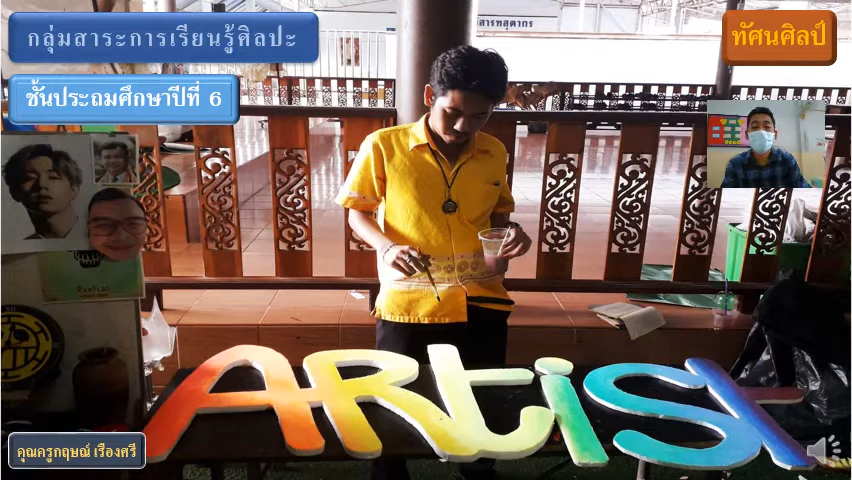 กลุ่มสาระการเรียนรู้ศิลปะ
สารทสุตากร
ทัศนศิลป์
ชั้นประถมศึกษาปีที่ 6
ARtist
คุณครูกฤษณ์ เรืองศรี